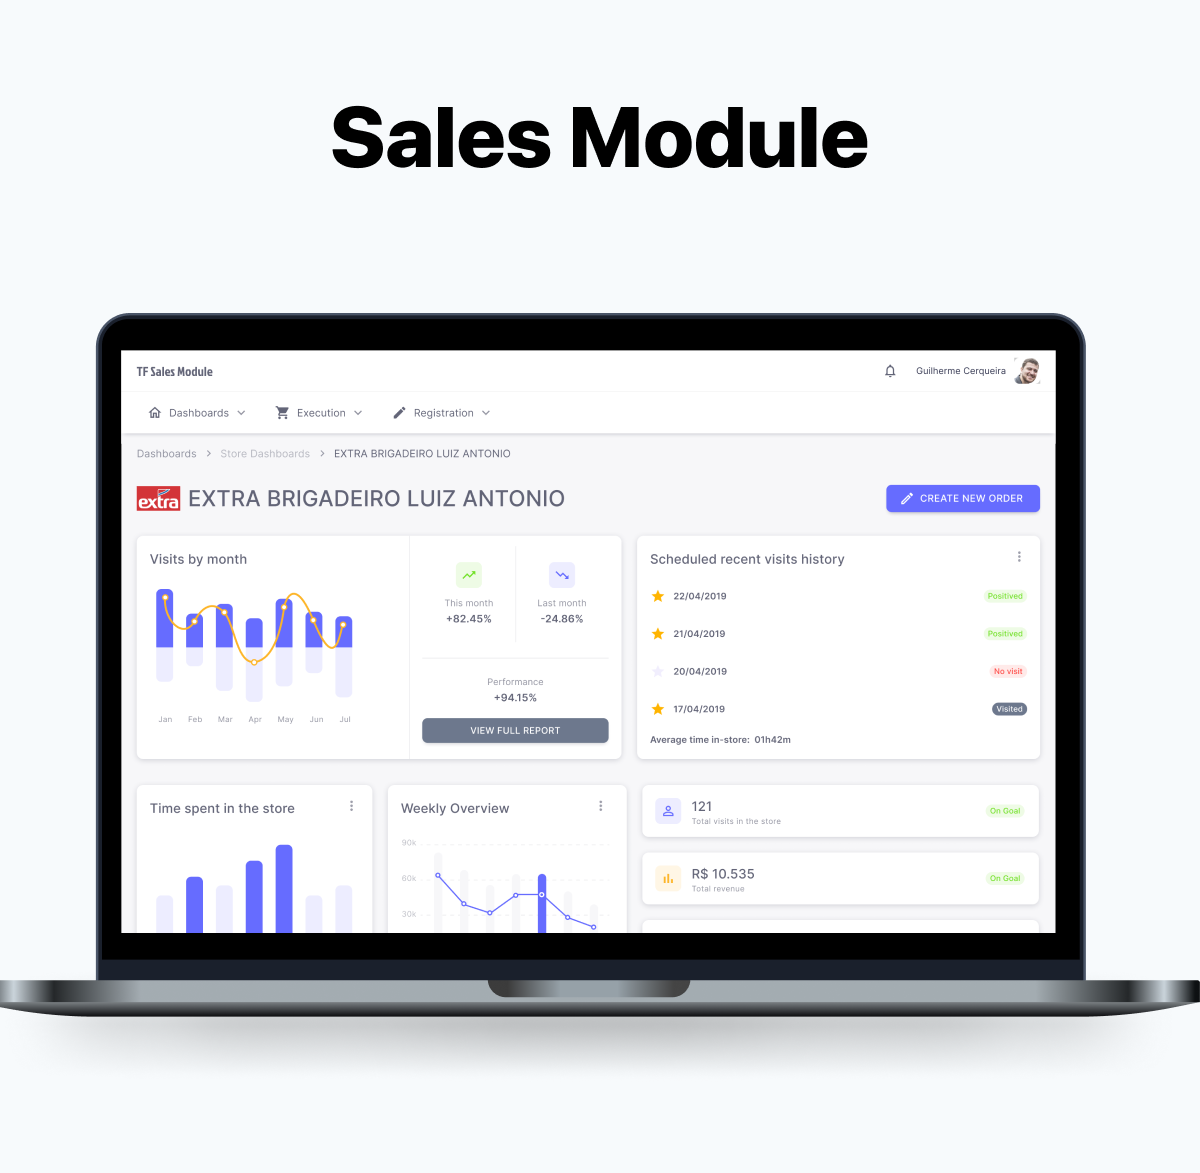 Sales Module
TF Sales Module
Guilherme Cerqueira
Dashboards
Execution
Registration
Dashboards > Store Dashboards > EXTRA BRIGADEIRO LUIZ ANTONIO
extra
EXTRA BRIGADEIRO LUIZ ANTONIO
CREATE NEW ORDER
Visits by month
Jan Feb Mar Apr May Jun Jul
This month
+82.45%
Last month
-24.86%
Performance
+94.15%
VIEW FULL REPORT
Scheduled recent visits history
22/04/2019 Positived
21/04/2019 Positived
20/04/2019 No visit
17/04/2019 Visited
Average time in-store: 01h42m
Time spent in the store
Weekly Overview
90k
60k
30k
121
Total visits in the store
On Goal
R$ 10.535
Total revenue
On Goal